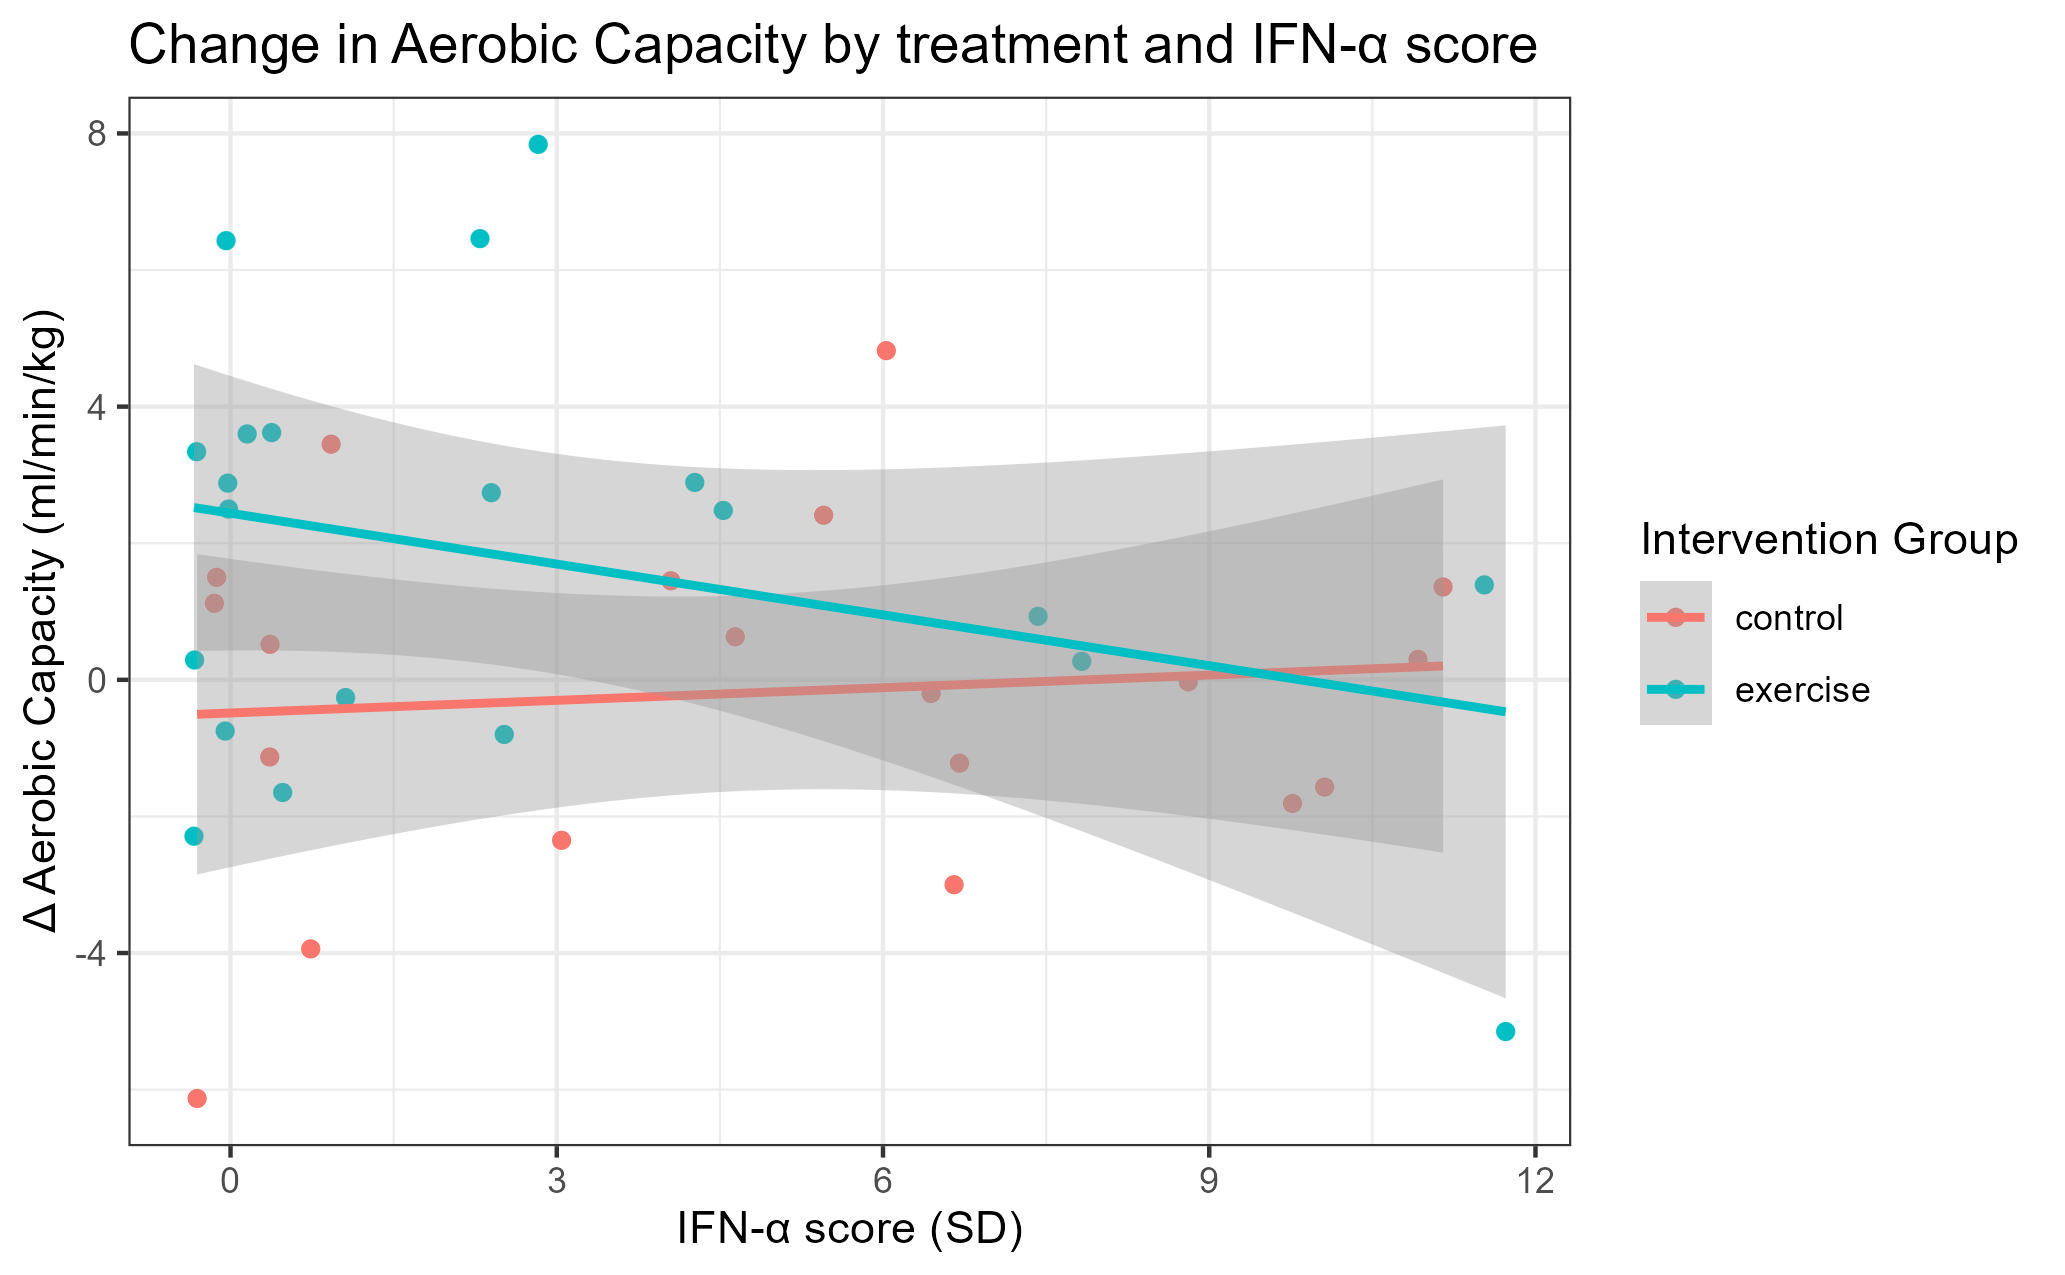 Change in Aerobic Capacity by treatment and IFN-α score
Δ Aerobic Capacity (ml/min/kg)
8
4
0
-4
0
3
6
9
12
IFN-α score (SD)
Intervention Group
control
exercise